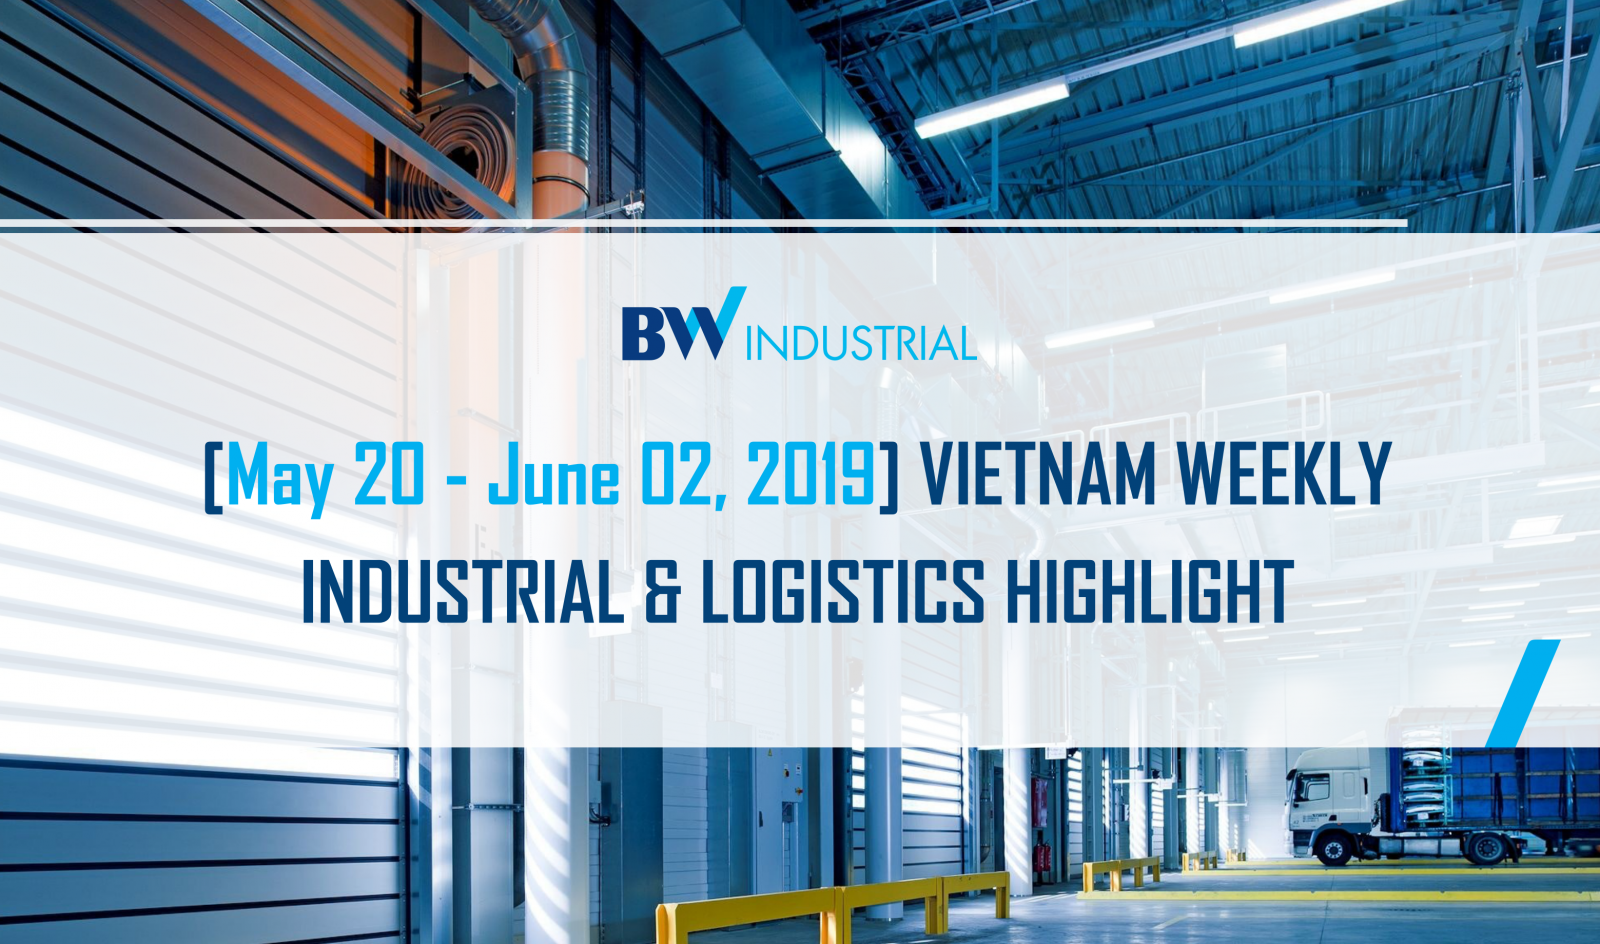 BW INDUSTRIAL
[May 20 - June 02, 2019] VIETNAM WEEKLY
INDUSTRIAL & LOGISTICS HIGHLIGHT